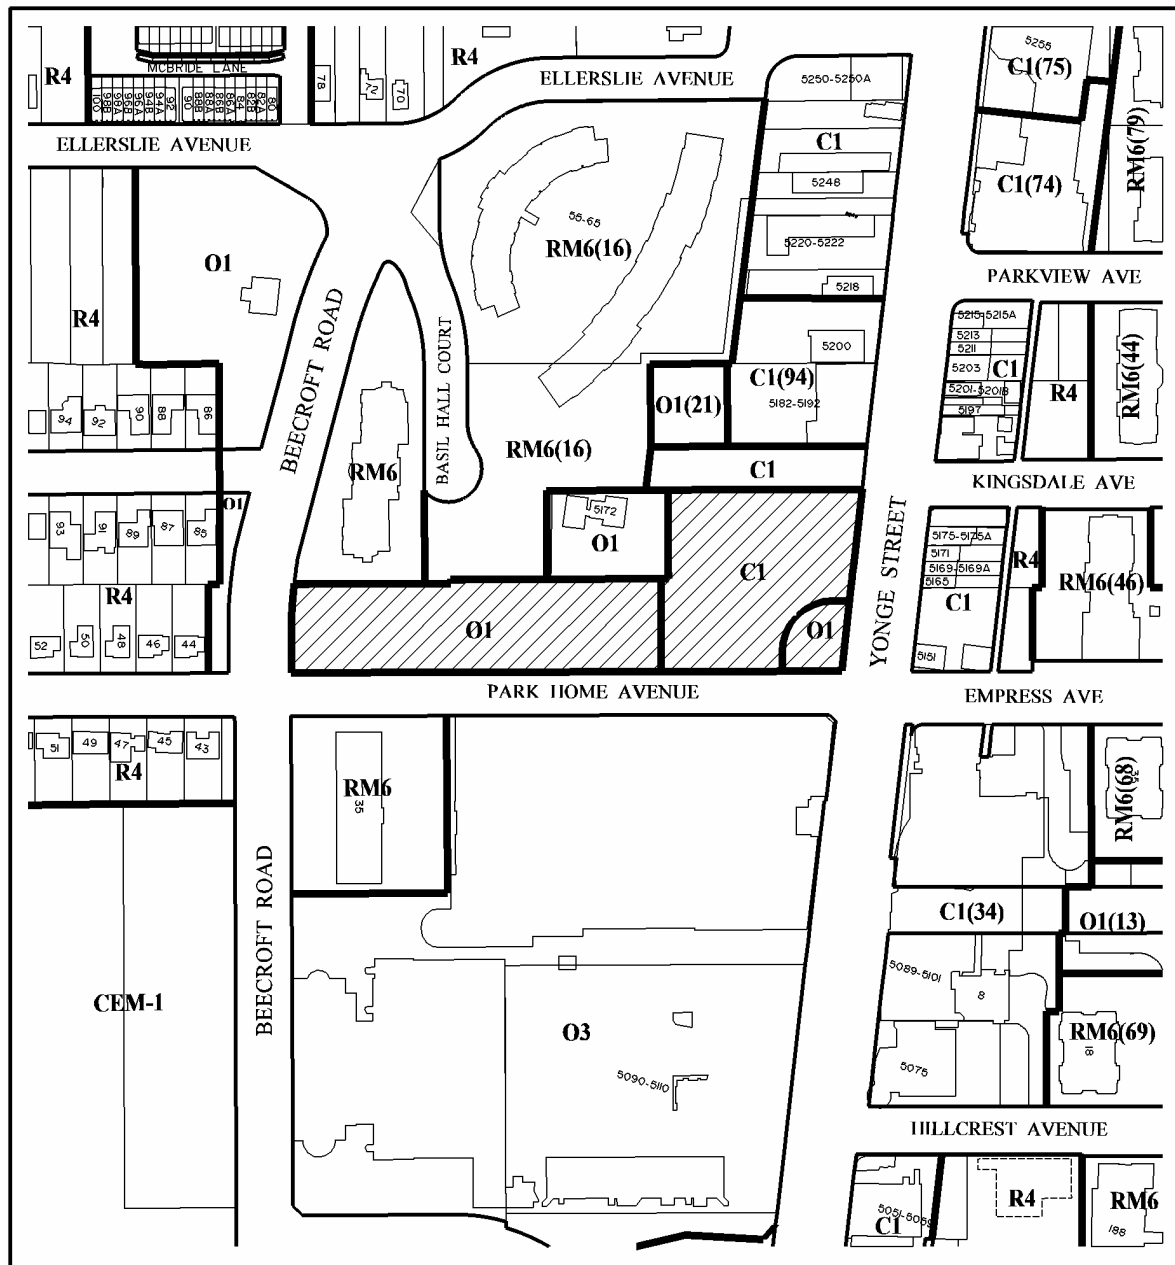 5255
R4
R4
MCBRIDE LANE
ELLERSLIE AVENUE
C1(75)
78
72
70
5250-5250A
100
98B
98A
96B
96A
94B
94A
92
90
88B
88A
86B
86A
84
82B
82A
80
RM6(79)
ELLERSLIE AVENUE
C1
5248
C1(74)
55-65
RM6(16)
5220-5222
O1
PARKVIEW AVE
5218
R4
BEECROFT ROAD
BASIL HALL COURT
5215-5215A
5213
5211
5200
5203
C1
RM6(44)
C1(94)
R4
5201-5201B
5182-5192
O1(21)
5197
94
92
90
88
86
RM6(16)
RM6
C1
KINGSDALE AVE
O1
5172
93
91
89
87
85
O1
C1
YONGE STREET
5175-5175A
5171
5169-5169A
5165
R4
RM6(46)
R4
C1
O1
O1
52
50
48
46
44
5151
PARK HOME AVENUE
EMPRESS AVE
51
49
47
45
43
R4
RM6
35
RM6(68)
35
BEECROFT ROAD
C1(34)
O1(13)
5089-5101
8
CEM-1
O3
RM6(69)
18
5090-5110
5075
HILLCREST AVENUE
R4
RM6
5051-5059
C1
188